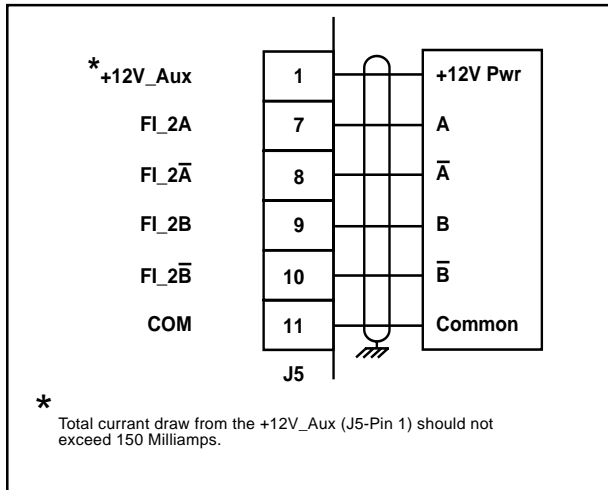 *+12V_Aux 1 +12V Pwr
FI_2A 7 A
FI_2A̅ 8 A̅
FI_2B 9 B
FI_2B̅ 10 B̅
COM 11 Common
J5
*
Total currant draw from the +12V_Aux (J5-Pin 1) should not
exceed 150 Milliamps.